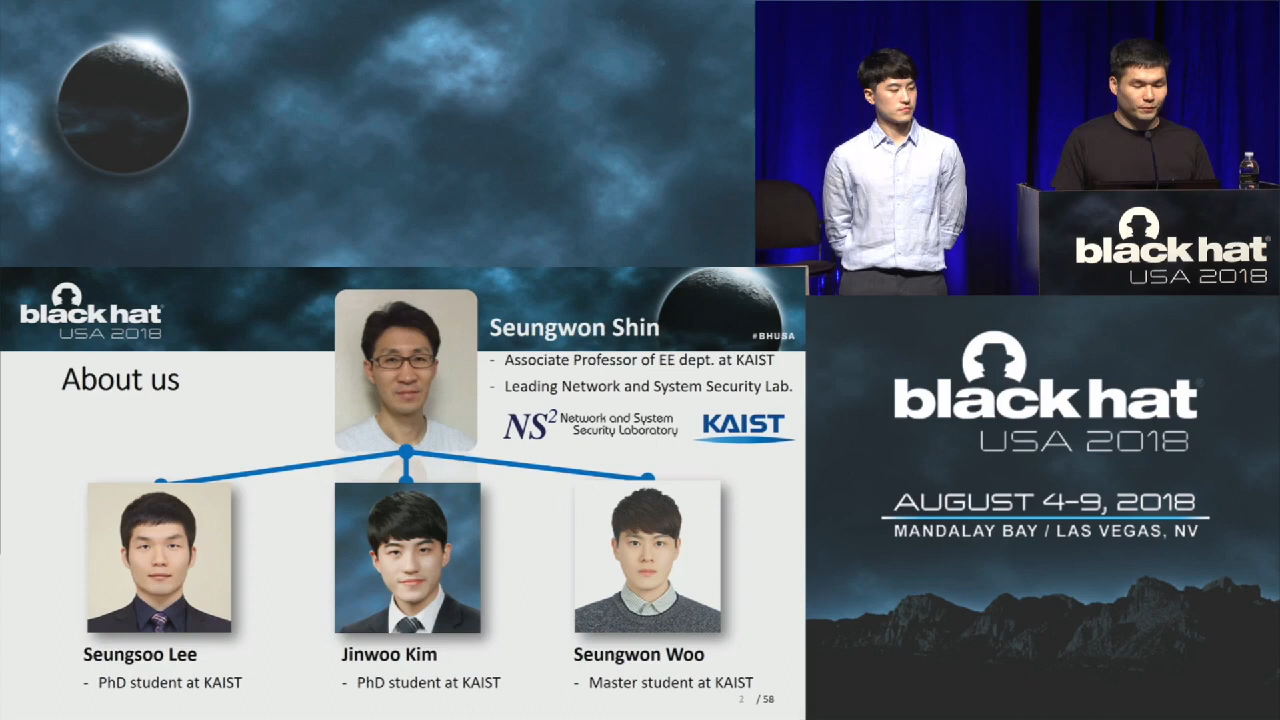 black hat
USA 2018
black hat
USA 2018
#BHUSA
About us
Seungwon Shin
- Associate Professor of EE dept. at KAIST
- Leading Network and System Security Lab.
NS2 Network and System
Security Laboratory
KAIST
Seungsoo Lee
- PhD student at KAIST
Jinwoo Kim
- PhD student at KAIST
Seungwon Woo
- Master student at KAIST
2 / 58
black hat
USA 2018
AUGUST 4-9, 2018
MANDALAY BAY / LAS VEGAS, NV